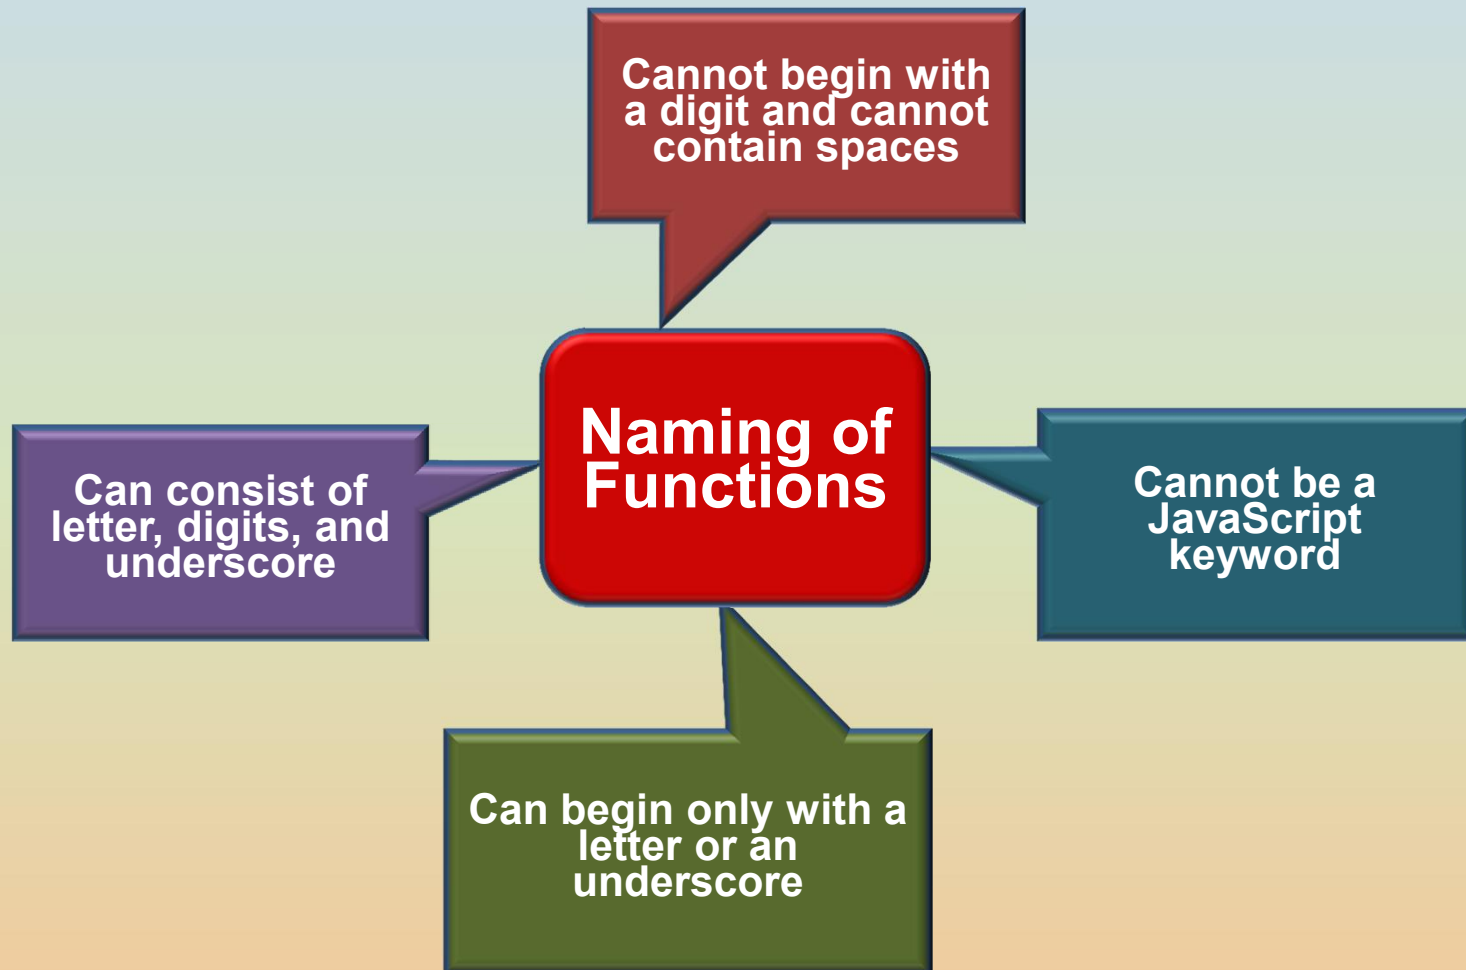 Cannot begin with
a digit and cannot
contain spaces
Naming of
Functions
Can consist of
letter, digits, and
underscore
Cannot be a
JavaScript
keyword
Can begin only with a
letter or an
underscore